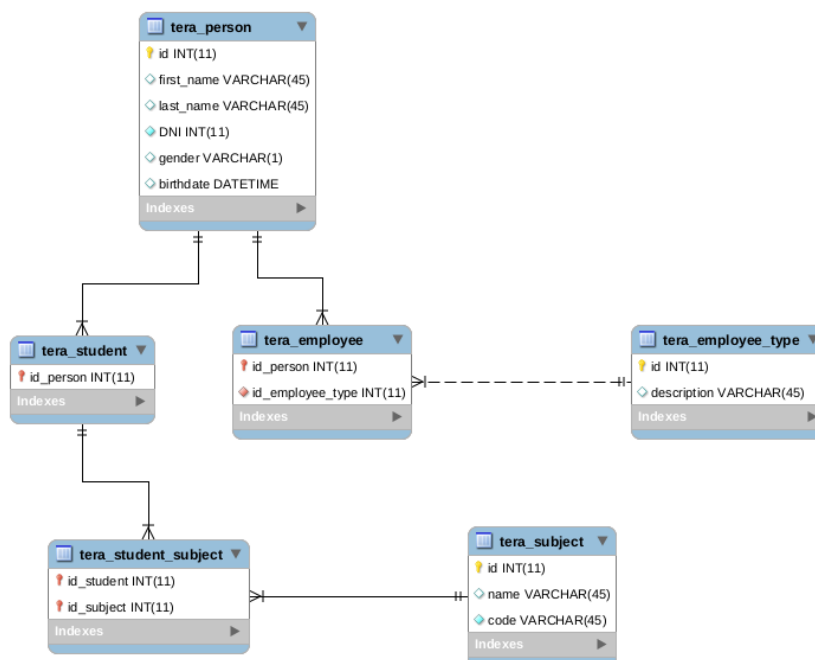 tera_person
id INT(11)
first_name VARCHAR(45)
last_name VARCHAR(45)
DNI INT(11)
gender VARCHAR(1)
birthdate DATETIME
Indexes
tera_student
id_person INT(11)
Indexes
tera_employee
id_person INT(11)
id_employee_type INT(11)
Indexes
tera_employee_type
id INT(11)
description VARCHAR(45)
Indexes
tera_student_subject
id_student INT(11)
id_subject INT(11)
Indexes
tera_subject
id INT(11)
name VARCHAR(45)
code VARCHAR(45)
Indexes